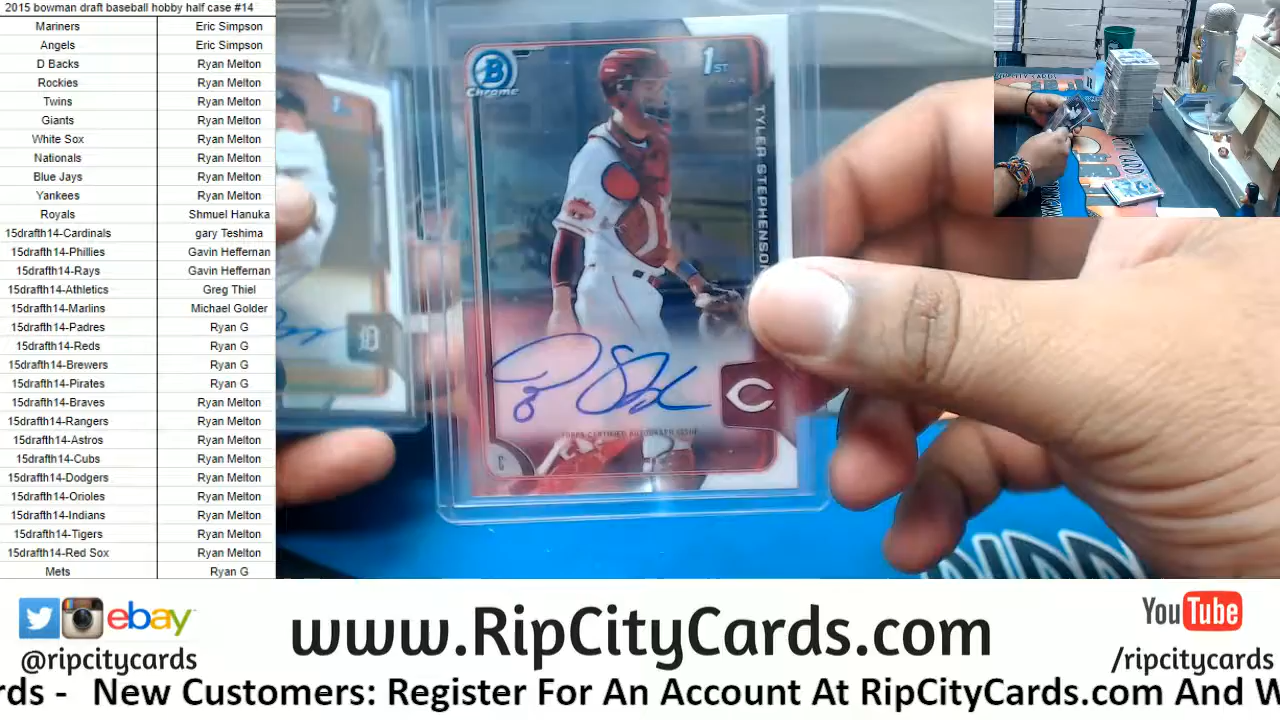 2015 bowman draft baseball hobby half case #14
Mariners Eric Simpson
Angels Eric Simpson
D Backs Ryan Melton
Rockies Ryan Melton
Twins Ryan Melton
Giants Ryan Melton
White Sox Ryan Melton
Nationals Ryan Melton
Blue Jays Ryan Melton
Yankees Ryan Melton
Royals Shmuel Hanuka
15drafth14-Cardinals gary Teshima
15drafth14-Phillies Gavin Heffernan
15drafth14-Rays Gavin Heffernan
15drafth14-Athletics Greg Thiel
15drafth14-Marlins Michael Golder
15drafth14-Padres Ryan G
15drafth14-Reds Ryan G
15drafth14-Brewers Ryan G
15drafth14-Pirates Ryan G
15drafth14-Braves Ryan Melton
15drafth14-Rangers Ryan Melton
15drafth14-Astros Ryan Melton
15drafth14-Cubs Ryan Melton
15drafth14-Dodgers Ryan Melton
15drafth14-Orioles Ryan Melton
15drafth14-Indians Ryan Melton
15drafth14-Tigers Ryan Melton
15drafth14-Red Sox Ryan Melton
Mets Ryan G
B
Chrome
1ST
TYLER STEPHENSON
C
TOPPS CERTIFIED AUTOGRAPH ISSUE
C
D
ebay
@ripcitycards
www.RipCityCards.com
YouTube
/ripcitycards
rds - New Customers: Register For An Account At RipCityCards.com And W